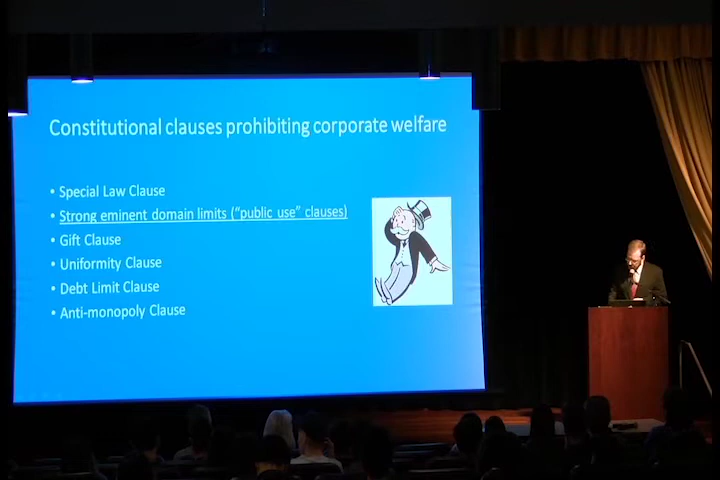 Constitutional clauses prohibiting corporate welfare
• Special Law Clause
• Strong eminent domain limits (“public use” clauses)
• Gift Clause
• Uniformity Clause
• Debt Limit Clause
• Anti-monopoly Clause